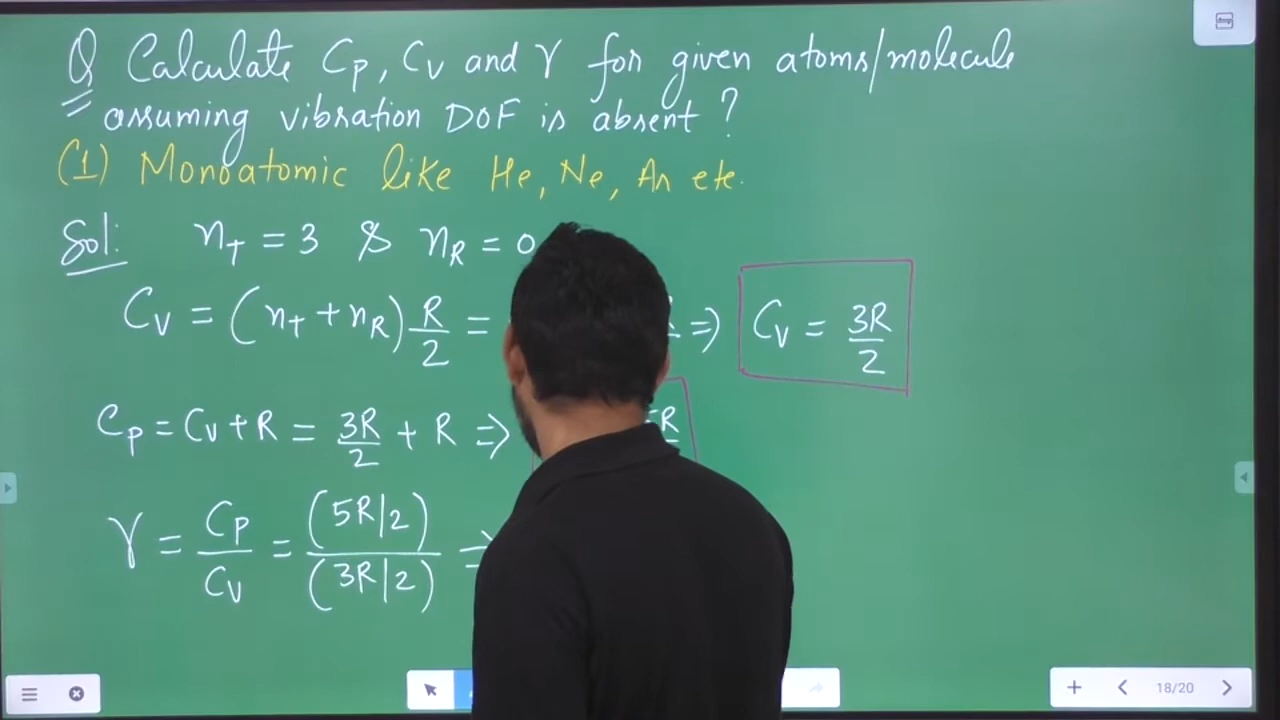 Q Calculate Cp, Cv and γ for given atoms/molecule
assuming vibration DOF is absent ?
(1) Monoatomic like He, Ne, Ar etc.
Sol: nT = 3 & nR = 0
Cv = (nT + nR) R/2 = ⇒ Cv = 3R/2
Cp = Cv + R = 3R/2 + R ⇒ R
γ = Cp/Cv = (5R/2)/(3R/2) ⇒
18/20